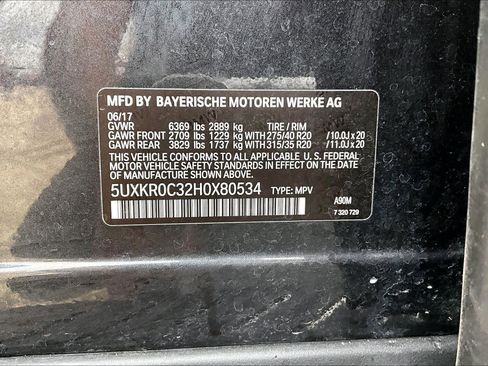 MFD BY BAYERISCHE MOTOREN WERKE AG
06/17
GVWR 6369 lbs 2889 kg TIRE / RIM
GAWR FRONT 2709 lbs 1229 kg WITH 275/40 R20 /10.0J x 20
GAWR REAR 3829 lbs 1737 kg WITH 315/35 R20 /11.0J x 20
THIS VEHICLE CONFORMS TO ALL APPLICABLE U. S. FEDERAL
MOTOR VEHICLE SAFETY STANDARDS IN EFFECT ON
THE DATE OF MANUFACTURE SHOWN ABOVE.
5UXKR0C32H0X80534 TYPE: MPV
A90M
7 320 729